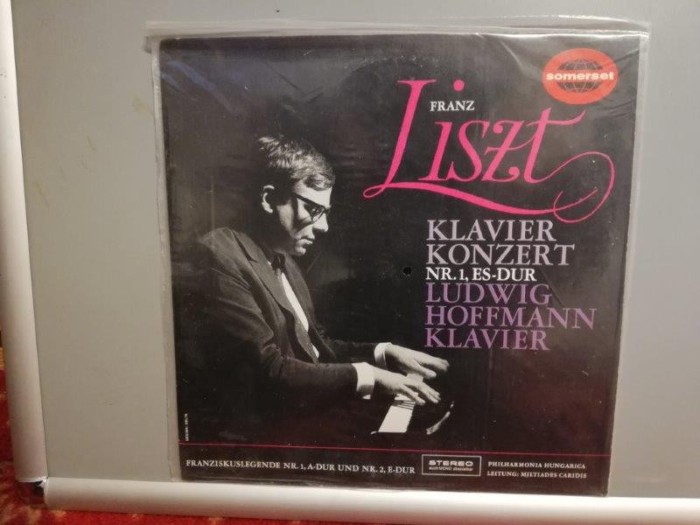 somerset
FRANZ
Liszt
KLAVIER
KONZERT
NR. 1, ES-DUR
LUDWIG
HOFFMANN
KLAVIER
FRANZISKUSLEGENDE NR. 1, A-DUR UND NR. 2, E-DUR
STEREO
PHILHARMONIA HUNGARICA
LEITUNG: MILTIADES CARIDIS